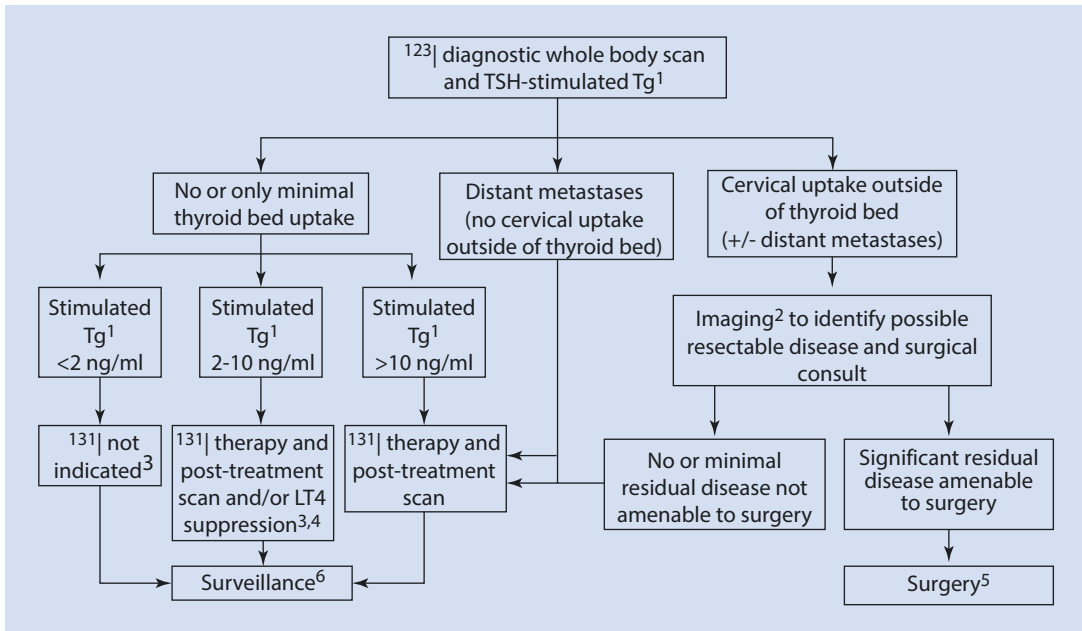 ¹²³| diagnostic whole body scan
and TSH-stimulated Tg¹
No or only minimal
thyroid bed uptake
Distant metastases
(no cervical uptake
outside of thyroid bed)
Cervical uptake outside
of thyroid bed
(+/- distant metastases)
Stimulated
Tg¹
<2 ng/ml
Stimulated
Tg¹
2-10 ng/ml
Stimulated
Tg¹
>10 ng/ml
Imaging² to identify possible
resectable disease and surgical
consult
¹³¹| not
indicated³
¹³¹| therapy and
post-treatment
scan and/or LT4
suppression³,⁴
¹³¹| therapy and
post-treatment
scan
No or minimal
residual disease not
amenable to surgery
Significant residual
disease amenable to
surgery
Surveillance⁶
Surgery⁵